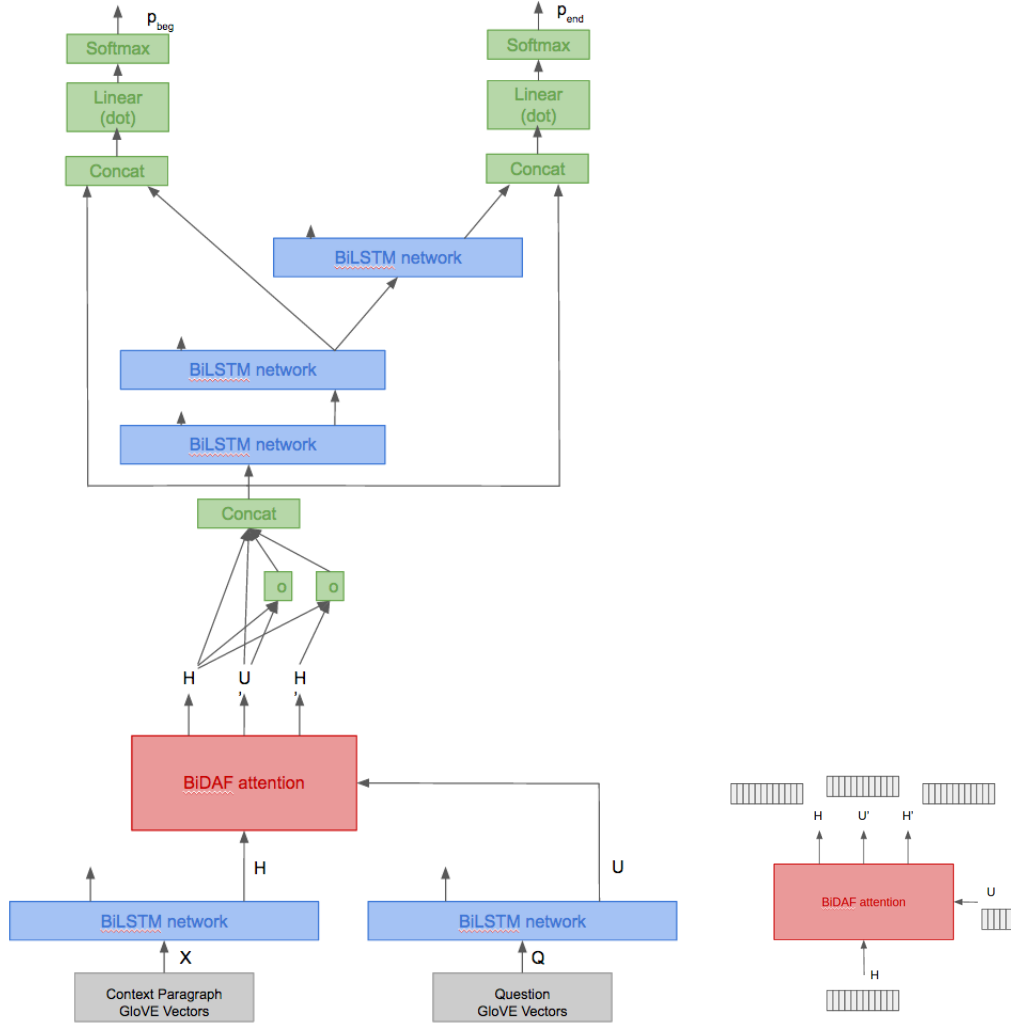 p_beg
p_end
Softmax
Softmax
Linear
(dot)
Linear
(dot)
Concat
Concat
BiLSTM network
BiLSTM network
BiLSTM network
Concat
o
o
H
U
'
H
'
BiDAF attention
H
U
BiLSTM network
BiLSTM network
X
Q
Context Paragraph
GloVE Vectors
Question
GloVE Vectors
H
U'
H'
BiDAF attention
U
H